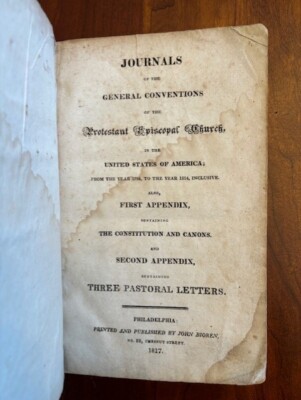 JOURNALS
OF THE
GENERAL CONVENTIONS
OF THE
Protestant Episcopal Church,
IN THE
UNITED STATES OF AMERICA;
FROM THE YEAR TO THE YEAR 1814, INCLUSIVE.
ALSO,
FIRST APPENDIX,
CONTAINING
THE CONSTITUTION AND CANONS.
AND
SECOND APPENDIX,
CONTAINING
THREE PASTORAL LETTERS.
PHILADELPHIA:
PRINTED AND PUBLISHED BY JOHN BIOREN,
NO. CHESNUT STREET.
1817.